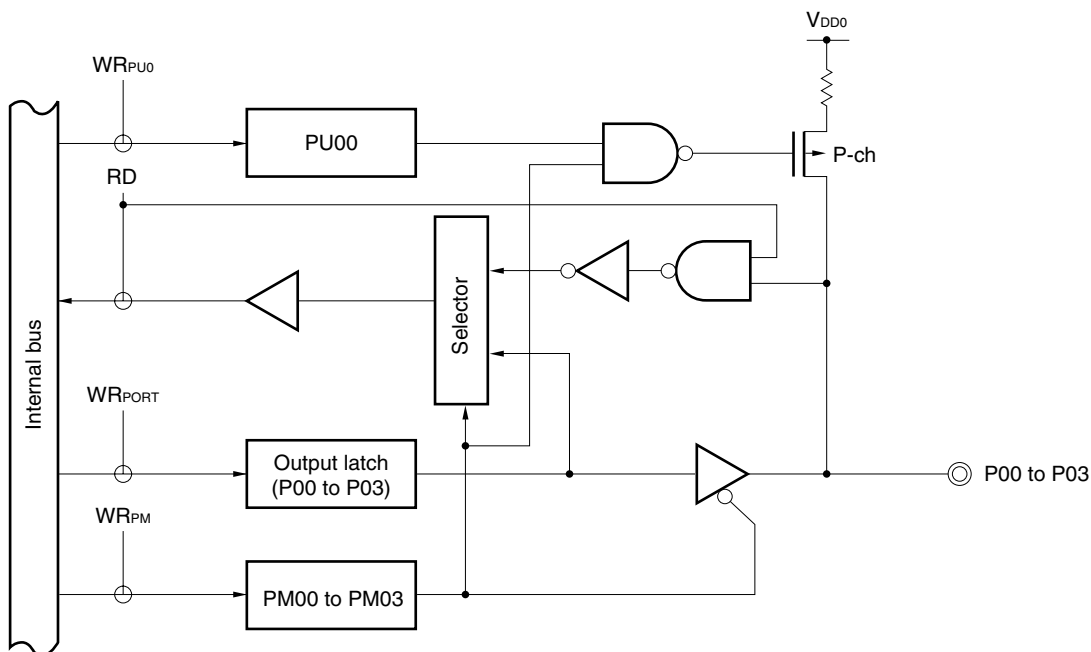 VDD0
WRPU0
PU00
P-ch
RD
Selector
Internal bus
WRPORT
Output latch
(P00 to P03)
P00 to P03
WRPM
PM00 to PM03